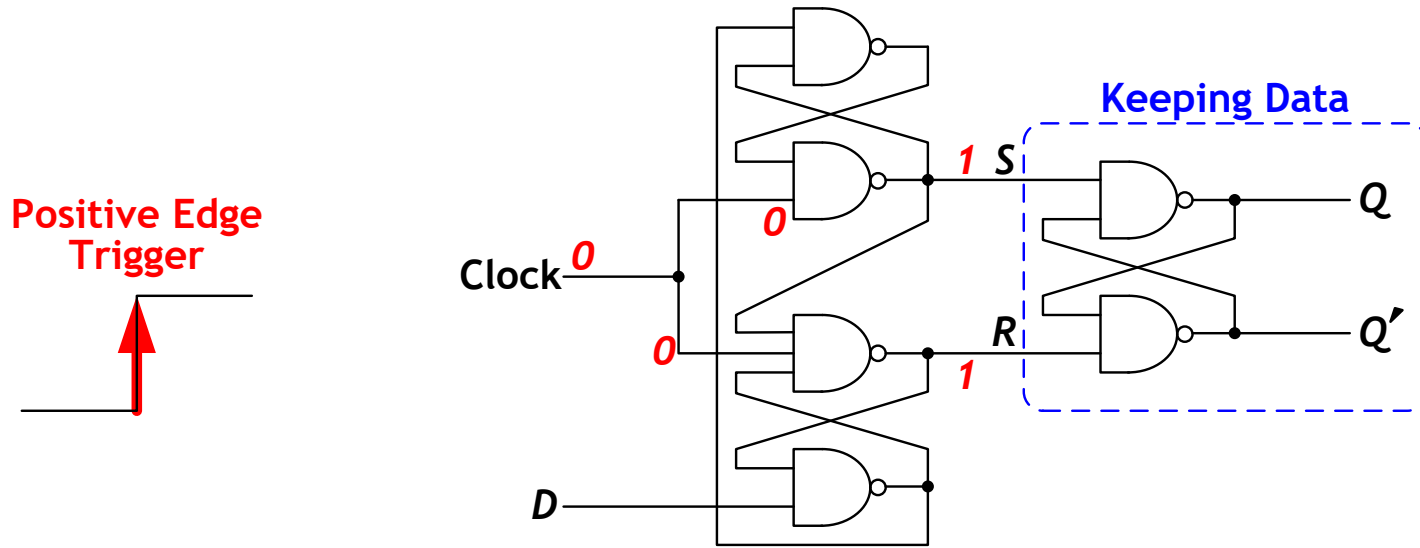 Keeping Data
1 S
Q
Positive Edge
Trigger
0
Clock 0
0
R
1
Q′
D